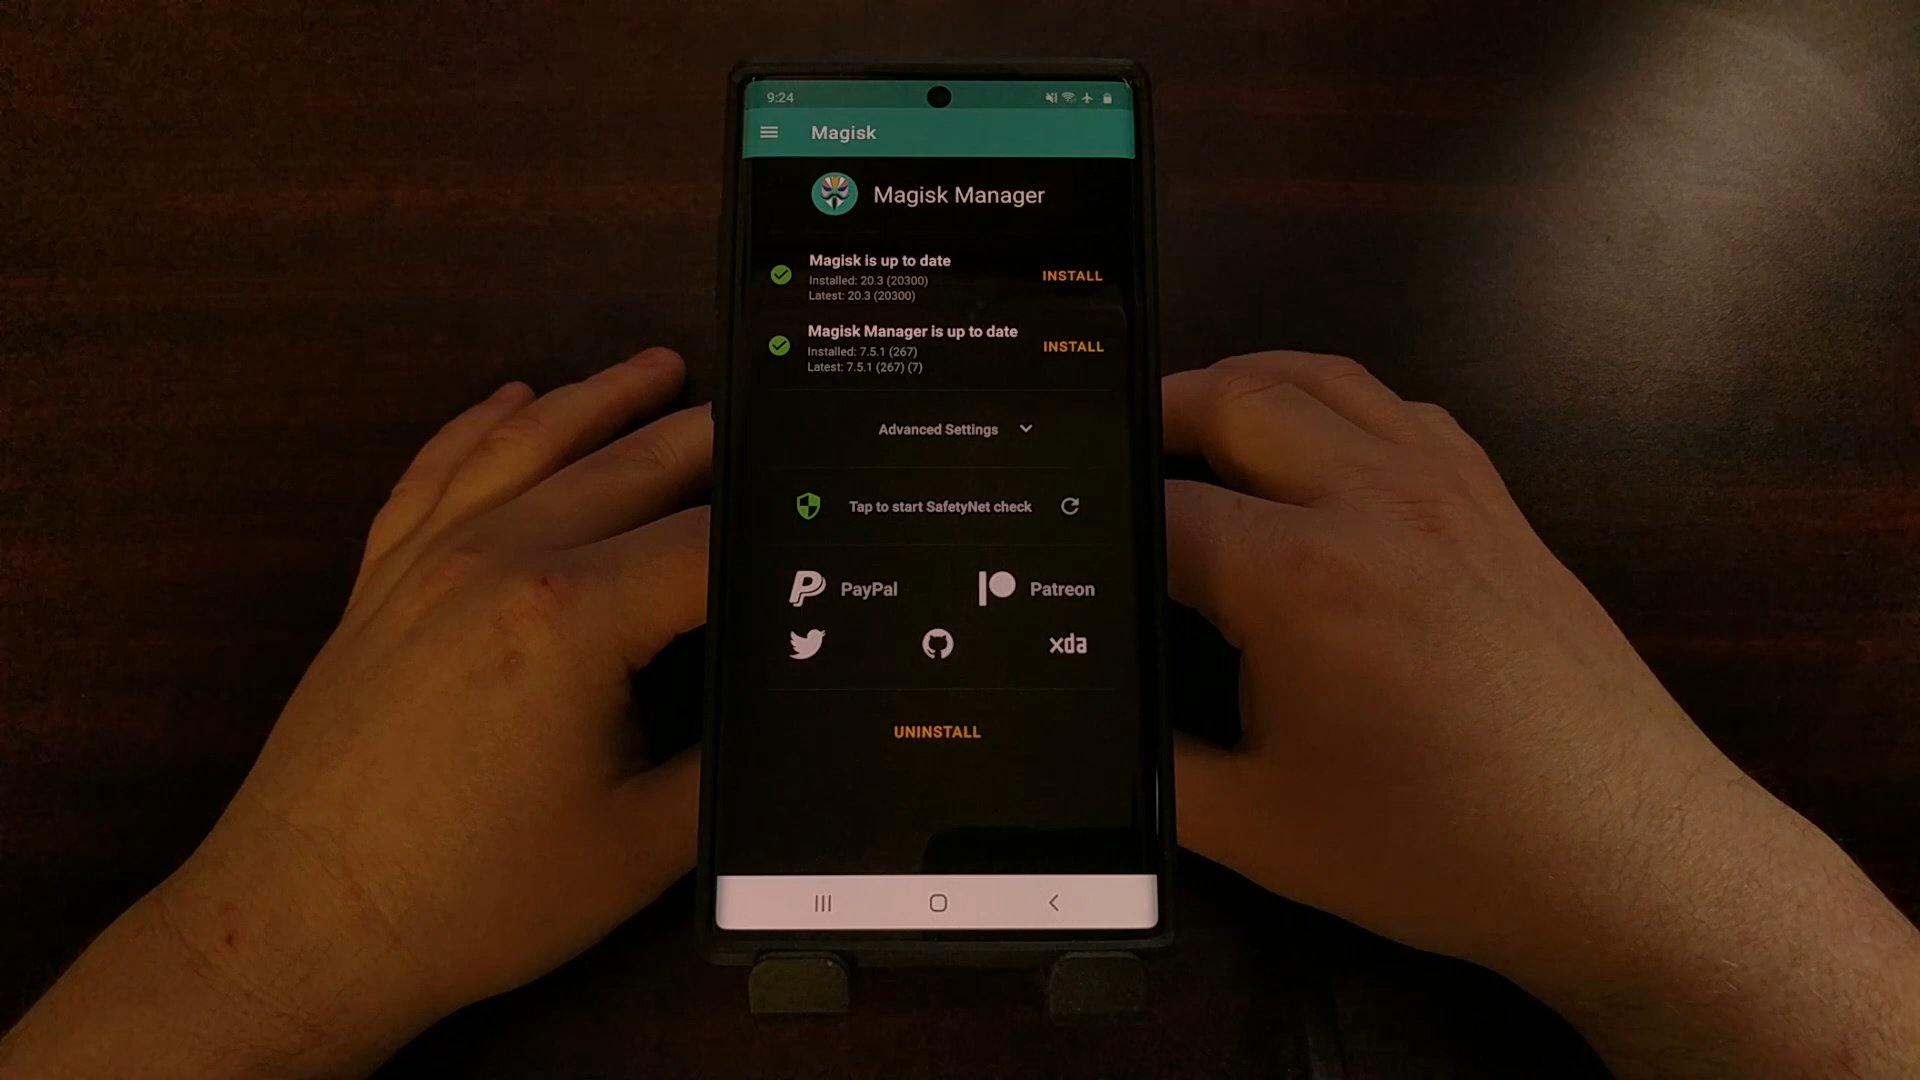 9:24
Magisk
Magisk Manager
Magisk is up to date
Installed: 20.3 (20300)
Latest: 20.3 (20300)
INSTALL
Magisk Manager is up to date
Installed: 7.5.1 (267)
Latest: 7.5.1 (267) (7)
INSTALL
Advanced Settings
Tap to start SafetyNet check
PayPal
Patreon
xda
UNINSTALL